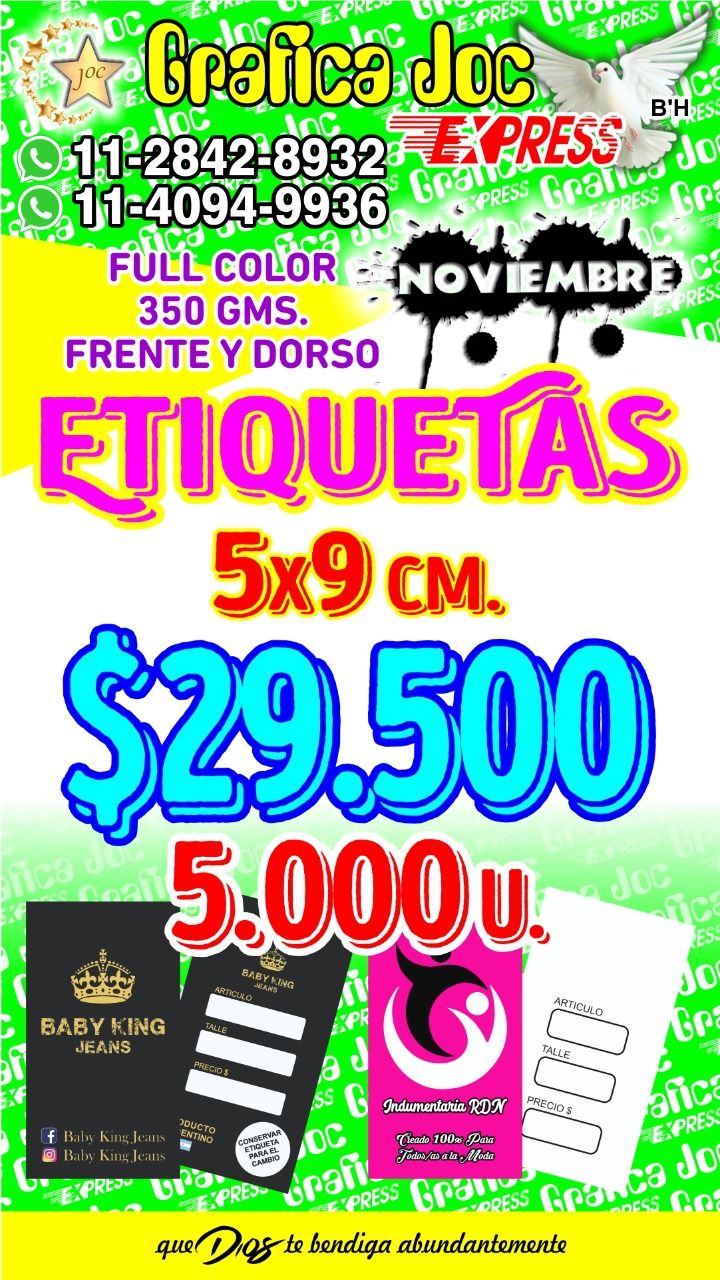 JOC
Grafica Joc
EXPRESS
B'H
11-2842-8932
11-4094-9936
NOVIEMBRE
FULL COLOR
350 GMS.
FRENTE Y DORSO
ETIQUETAS
5x9 CM.
$29.500
5.000 U.
BABY KING
JEANS
Baby King Jeans
Baby King Jeans
BABY KING
JEANS
ARTICULO
TALLE
PRECIO $
CONSERVAR
ETIQUETA
PARA EL
CAMBIO
Indumentaria RDN
Creado 100% Para
Todos/as a la Moda
ARTICULO
TALLE
PRECIO $
que Dios te bendiga abundantemente